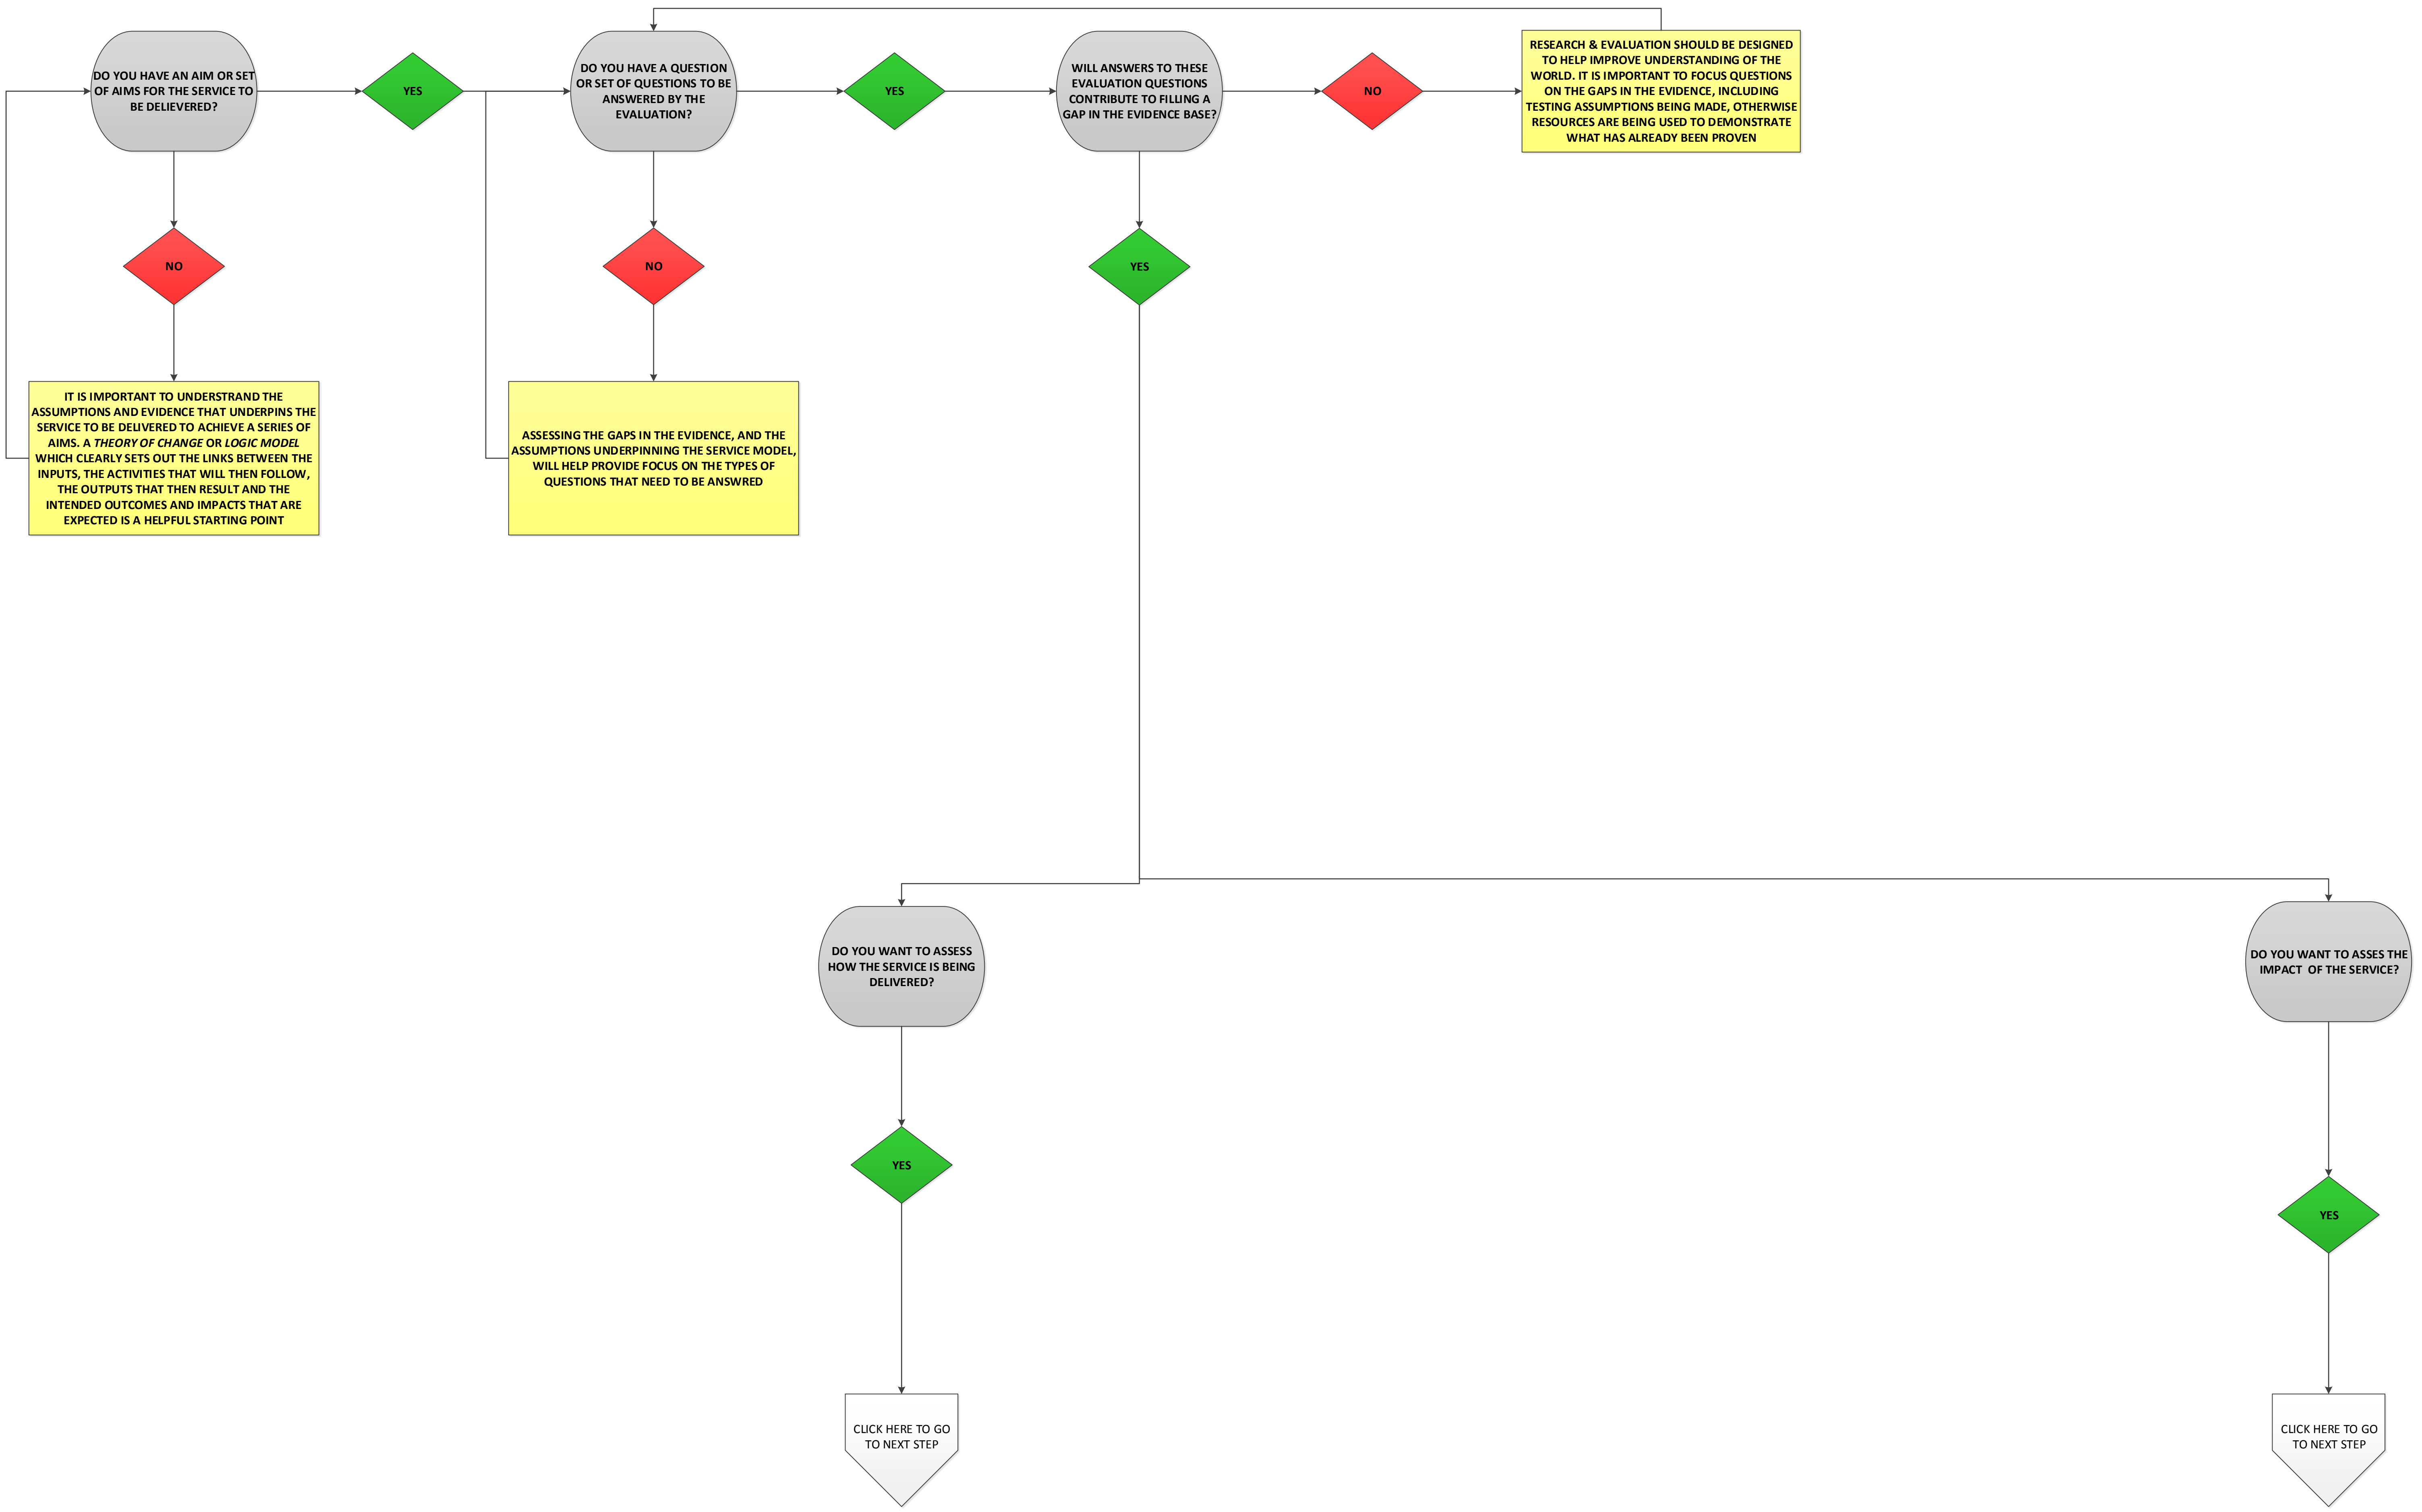 DO YOU HAVE AN AIM OR SET
OF AIMS FOR THE SERVICE TO
BE DELIEVERED?
YES
DO YOU HAVE A QUESTION
OR SET OF QUESTIONS TO BE
ANSWERED BY THE
EVALUATION?
YES
WILL ANSWERS TO THESE
EVALUATION QUESTIONS
CONTRIBUTE TO FILLING A
GAP IN THE EVIDENCE BASE?
NO
RESEARCH & EVALUATION SHOULD BE DESIGNED
TO HELP IMPROVE UNDERSTANDING OF THE
WORLD. IT IS IMPORTANT TO FOCUS QUESTIONS
ON THE GAPS IN THE EVIDENCE, INCLUDING
TESTING ASSUMPTIONS BEING MADE, OTHERWISE
RESOURCES ARE BEING USED TO DEMONSTRATE
WHAT HAS ALREADY BEEN PROVEN
NO
NO
YES
IT IS IMPORTANT TO UNDERSTRAND THE
ASSUMPTIONS AND EVIDENCE THAT UNDERPINS THE
SERVICE TO BE DELIVERED TO ACHIEVE A SERIES OF
AIMS. A THEORY OF CHANGE OR LOGIC MODEL
WHICH CLEARLY SETS OUT THE LINKS BETWEEN THE
INPUTS, THE ACTIVITIES THAT WILL THEN FOLLOW,
THE OUTPUTS THAT THEN RESULT AND THE
INTENDED OUTCOMES AND IMPACTS THAT ARE
EXPECTED IS A HELPFUL STARTING POINT
ASSESSING THE GAPS IN THE EVIDENCE, AND THE
ASSUMPTIONS UNDERPINNING THE SERVICE MODEL,
WILL HELP PROVIDE FOCUS ON THE TYPES OF
QUESTIONS THAT NEED TO BE ANSWRED
DO YOU WANT TO ASSESS
HOW THE SERVICE IS BEING
DELIVERED?
DO YOU WANT TO ASSES THE
IMPACT  OF THE SERVICE?
YES
YES
CLICK HERE TO GO
TO NEXT STEP
CLICK HERE TO GO
TO NEXT STEP